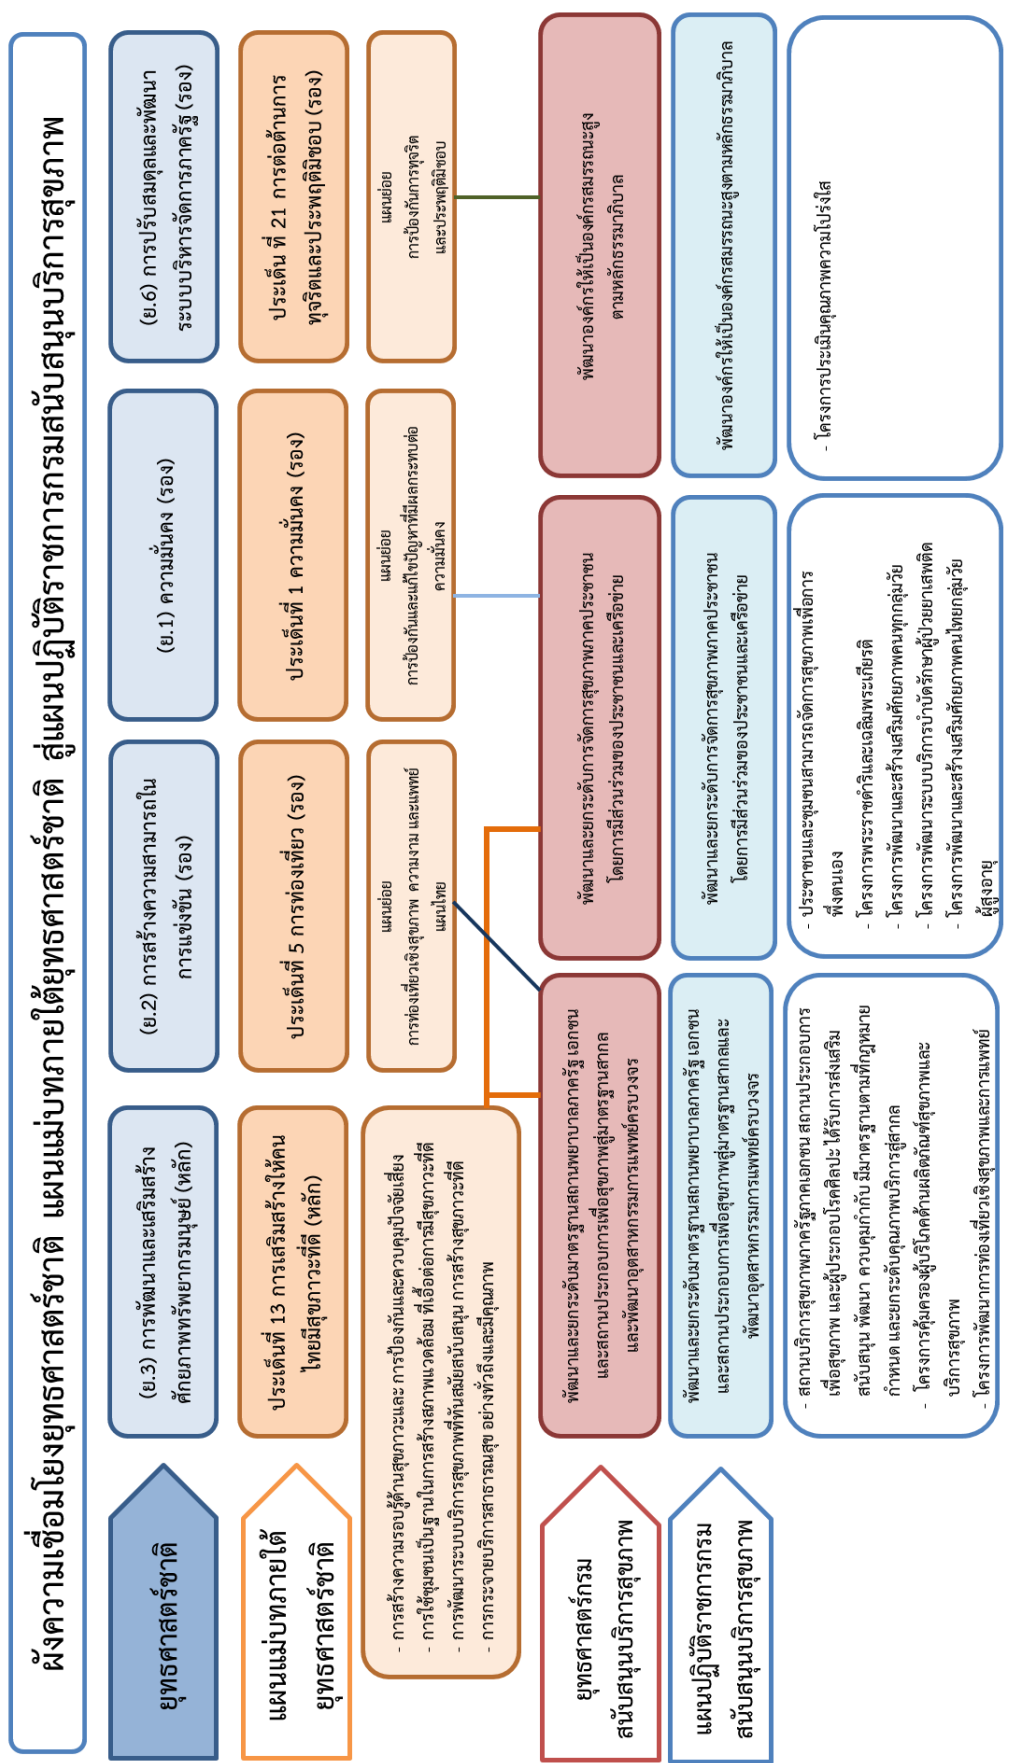 ผังความเชื่อมโยงยุทธศาสตร์ชาติ แผนแม่บทภายใต้ยุทธศาสตร์ชาติ สู่แผนปฏิบัติราชการกรมสนับสนุนบริการสุขภาพ
ยุทธศาสตร์ชาติ
(ย.3) การพัฒนาและเสริมสร้าง
ศักยภาพทรัพยากรมนุษย์ (หลัก)
(ย.2) การสร้างความสามารถใน
การแข่งขัน (รอง)
(ย.1) ความมั่นคง (รอง)
(ย.6) การปรับสมดุลและพัฒนา
ระบบบริหารจัดการภาครัฐ (รอง)
แผนแม่บทภายใต้
ยุทธศาสตร์ชาติ
ประเด็นที่ 13 การเสริมสร้างให้คน
ไทยมีสุขภาวะที่ดี (หลัก)
ประเด็นที่ 5 การท่องเที่ยว (รอง)
ประเด็นที่ 1 ความมั่นคง (รอง)
ประเด็น ที่ 21 การต่อต้านการ
ทุจริตและประพฤติมิชอบ (รอง)
- การสร้างความรอบรู้ด้านสุขภาวะและ การป้องกันและควบคุมปัจจัยเสี่ยง
- การใช้ชุมชนเป็นฐานในการสร้างสภาพแวดล้อม ที่เอื้อต่อการมีสุขภาวะที่ดี
- การพัฒนาระบบบริการสุขภาพที่ทันสมัยสนับสนุน การสร้างสุขภาวะที่ดี
- การกระจายบริการสาธารณสุข อย่างทั่วถึงและมีคุณภาพ
แผนย่อย
การท่องเที่ยวเชิงสุขภาพ ความงาม และแพทย์
แผนไทย
แผนย่อย
การป้องกันและแก้ไขปัญหาที่มีผลกระทบต่อ
ความมั่นคง
แผนย่อย
การป้องกันการทุจริต
และประพฤติมิชอบ
ยุทธศาสตร์กรม
สนับสนุนบริการสุขภาพ
พัฒนาและยกระดับมาตรฐานสถานพยาบาลภาครัฐ เอกชน
และสถานประกอบการเพื่อสุขภาพสู่มาตรฐานสากล
และพัฒนาอุตสาหกรรมการแพทย์ครบวงจร
พัฒนาและยกระดับการจัดการสุขภาพภาคประชาชน
โดยการมีส่วนร่วมของประชาชนและเครือข่าย
พัฒนาองค์กรให้เป็นองค์กรสมรรถนะสูง
ตามหลักธรรมาภิบาล
แผนปฏิบัติราชการกรม
สนับสนุนบริการสุขภาพ
พัฒนาและยกระดับมาตรฐานสถานพยาบาลภาครัฐ เอกชน
และสถานประกอบการเพื่อสุขภาพสู่มาตรฐานสากลและ
พัฒนาอุตสาหกรรมการแพทย์ครบวงจร
พัฒนาและยกระดับการจัดการสุขภาพภาคประชาชน
โดยการมีส่วนร่วมของประชาชนและเครือข่าย
พัฒนาองค์กรให้เป็นองค์กรสมรรถนะสูงตามหลักธรรมาภิบาล
- สถานบริการสุขภาพภาครัฐภาคเอกชน สถานประกอบการ
เพื่อสุขภาพ และผู้ประกอบโรคศิลปะ ได้รับการส่งเสริม
สนับสนุน พัฒนา ควบคุมกำกับ มีมาตรฐานตามที่กฎหมาย
กำหนด และยกระดับคุณภาพบริการสู่สากล
- โครงการคุ้มครองผู้บริโภคด้านผลิตภัณฑ์สุขภาพและ
บริการสุขภาพ
- โครงการพัฒนาการท่องเที่ยวเชิงสุขภาพและการแพทย์
- ประชาชนและชุมชนสามารถจัดการสุขภาพเพื่อการ
พึ่งตนเอง
- โครงการพระราชดำริและเฉลิมพระเกียรติ
- โครงการพัฒนาและสร้างเสริมศักยภาพคนทุกกลุ่มวัย
- โครงการพัฒนาระบบบริการบำบัดรักษาผู้ป่วยยาเสพติด
- โครงการพัฒนาและสร้างเสริมศักยภาพคนไทยกลุ่มวัย
ผู้สูงอายุ
- โครงการประเมินคุณภาพความโปร่งใส